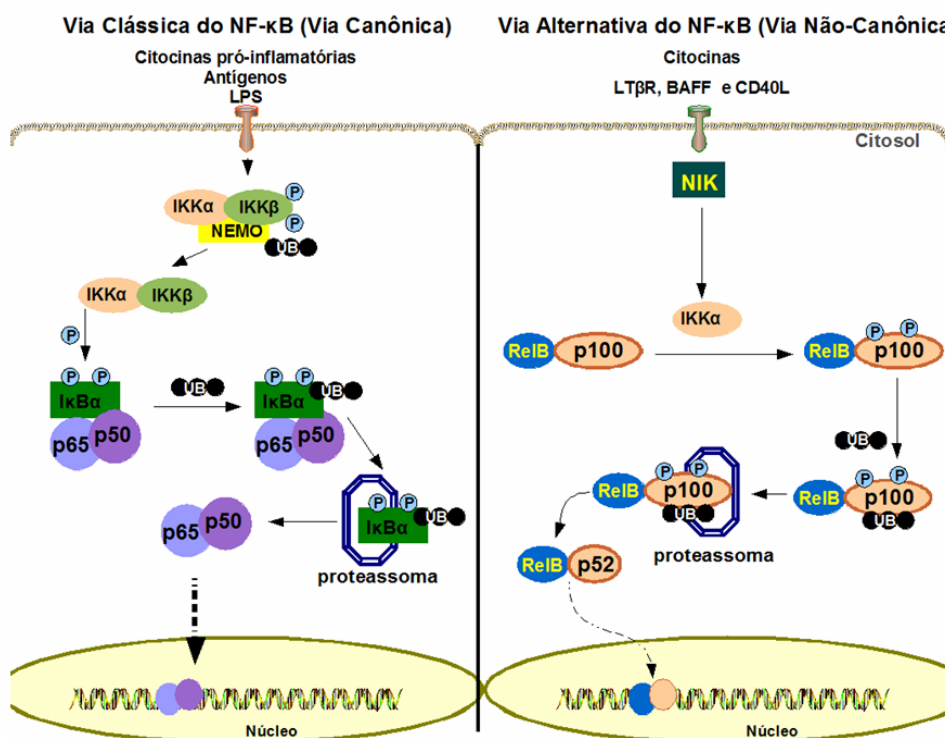 Via Clássica do NF-κB (Via Canônica)
Citocinas pró-inflamatórias
Antígenos
LPS
IKKα
IKKβ
P
P
NEMO
UB
IKKα
IKKβ
P
P
P
IκBα
p65
p50
UB
P
P
IκBα
UB
p65
p50
P
P
IκBα
UB
proteassoma
p65
p50
Núcleo
Via Alternativa do NF-κB (Via Não-Canônica
Citocinas
LTβR, BAFF e CD40L
Citosol
NIK
IKKα
RelB
p100
P
P
RelB
p100
UB
P
P
RelB
p100
UB
P
P
RelB
p100
UB
proteassoma
RelB
p52
Núcleo